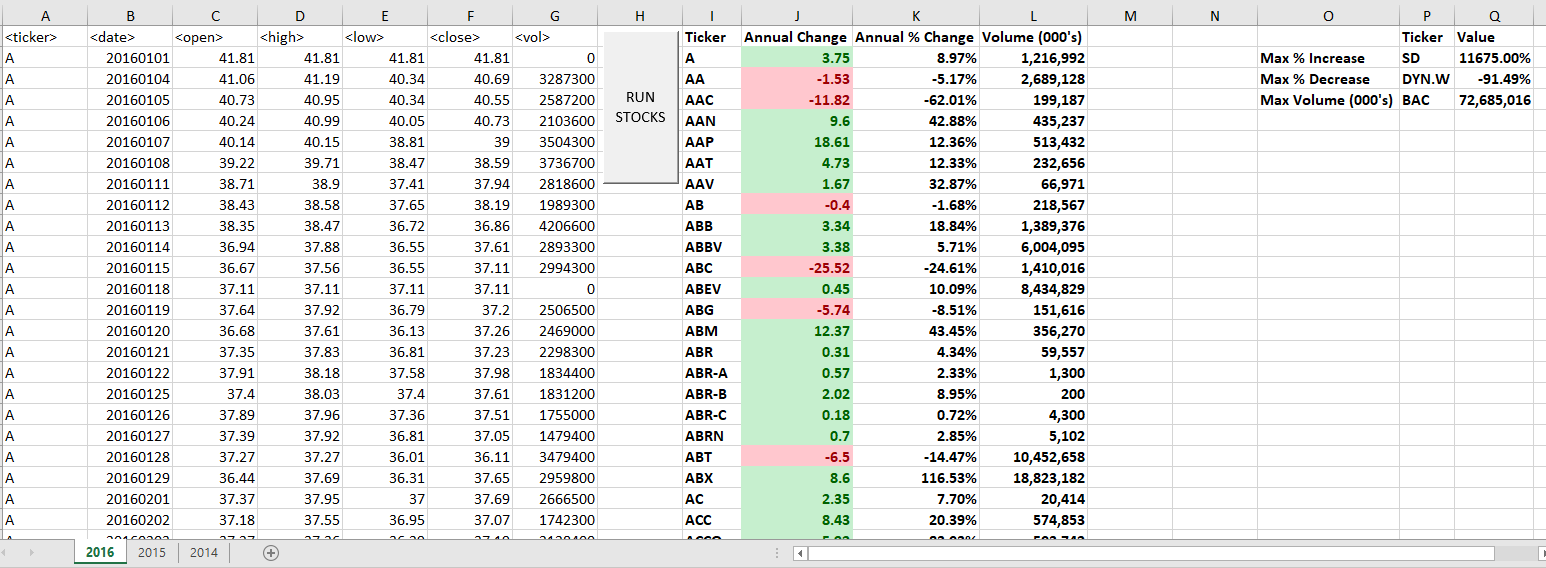 A B C D E F G H I J K L M N O P Q
<ticker> <date> <open> <high> <low> <close> <vol> Ticker Annual Change Annual % Change Volume (000's) Ticker Value
A 20160101 41.81 41.81 41.81 41.81 0 A 3.75 8.97% 1,216,992 Max % Increase SD 11675.00%
A 20160104 41.06 41.19 40.34 40.69 3287300 AA -1.53 -5.17% 2,689,128 Max % Decrease DYN.W -91.49%
A 20160105 40.73 40.95 40.34 40.55 2587200 RUN AAC -11.82 -62.01% 199,187 Max Volume (000's) BAC 72,685,016
A 20160106 40.24 40.99 40.05 40.73 2103600 STOCKS AAN 9.6 42.88% 435,237
A 20160107 40.14 40.15 38.81 39 3504300 AAP 18.61 12.36% 513,432
A 20160108 39.22 39.71 38.47 38.59 3736700 AAT 4.73 12.33% 232,656
A 20160111 38.71 38.9 37.41 37.94 2818600 AAV 1.67 32.87% 66,971
A 20160112 38.43 38.58 37.65 38.19 1989300 AB -0.4 -1.68% 218,567
A 20160113 38.35 38.47 36.72 36.86 4206600 ABB 3.34 18.84% 1,389,376
A 20160114 36.94 37.88 36.55 37.61 2893300 ABBV 3.38 5.71% 6,004,095
A 20160115 36.67 37.56 36.55 37.11 2994300 ABC -25.52 -24.61% 1,410,016
A 20160118 37.11 37.11 37.11 37.11 0 ABEV 0.45 10.09% 8,434,829
A 20160119 37.64 37.92 36.79 37.2 2506500 ABG -5.74 -8.51% 151,616
A 20160120 36.68 37.61 36.13 37.26 2469000 ABM 12.37 43.45% 356,270
A 20160121 37.35 37.83 36.81 37.23 2298300 ABR 0.31 4.34% 59,557
A 20160122 37.91 38.18 37.58 37.98 1834400 ABR-A 0.57 2.33% 1,300
A 20160125 37.4 38.03 37.4 37.61 1831200 ABR-B 2.02 8.95% 200
A 20160126 37.89 37.96 37.36 37.51 1755000 ABR-C 0.18 0.72% 4,300
A 20160127 37.39 37.92 36.81 37.05 1479400 ABRN 0.7 2.85% 5,102
A 20160128 37.27 37.27 36.01 36.11 3479400 ABT -6.5 -14.47% 10,452,658
A 20160129 36.44 37.69 36.31 37.65 2959800 ABX 8.6 116.53% 18,823,182
A 20160201 37.37 37.95 37 37.69 2666500 AC 2.35 7.70% 20,414
A 20160202 37.18 37.55 36.95 37.07 1742300 ACC 8.43 20.39% 574,853
2016 2015 2014